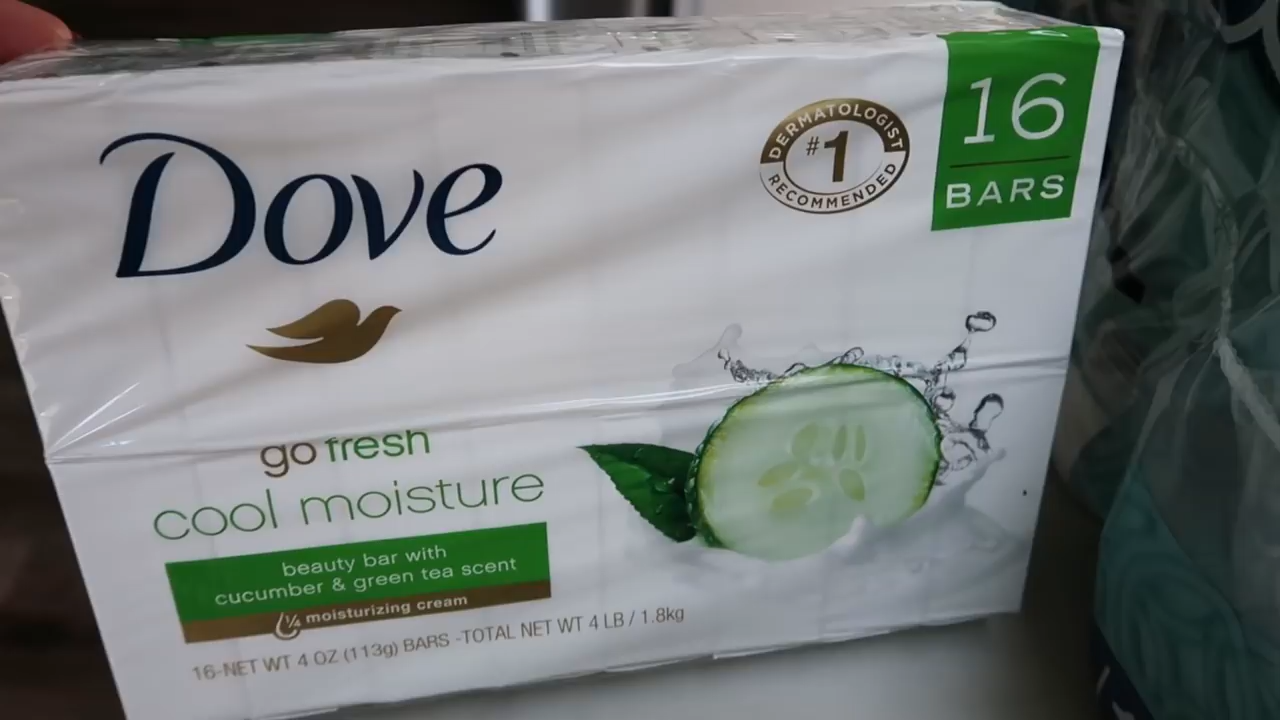 Dove
DERMATOLOGIST
#1
RECOMMENDED
16
BARS
go fresh
cool moisture
beauty bar with
cucumber & green tea scent
¼ moisturizing cream
16-NET WT 4 OZ (113g) BARS -TOTAL NET WT 4 LB / 1.8kg